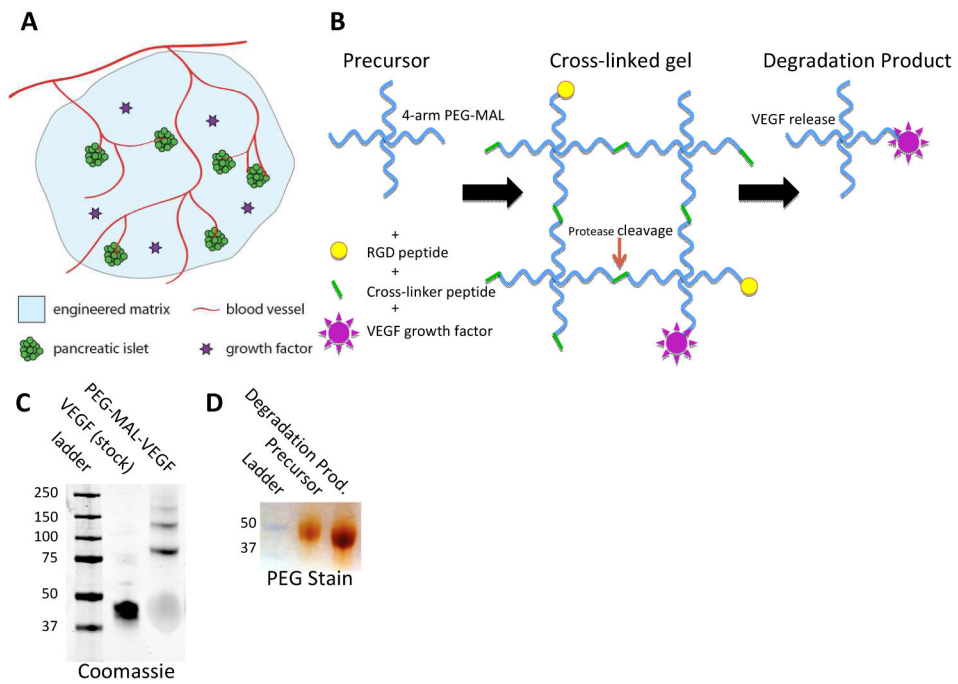 A
engineered matrix
blood vessel
pancreatic islet
growth factor
B
Precursor
Cross-linked gel
Degradation Product
4-arm PEG-MAL
VEGF release
+
RGD peptide
+
Cross-linker peptide
+
VEGF growth factor
Protease cleavage
C
ladder
VEGF (stock)
PEG-MAL-VEGF
250
150
100
75
50
37
Coomassie
D
Ladder
Precursor
Degradation Prod.
50
37
PEG Stain